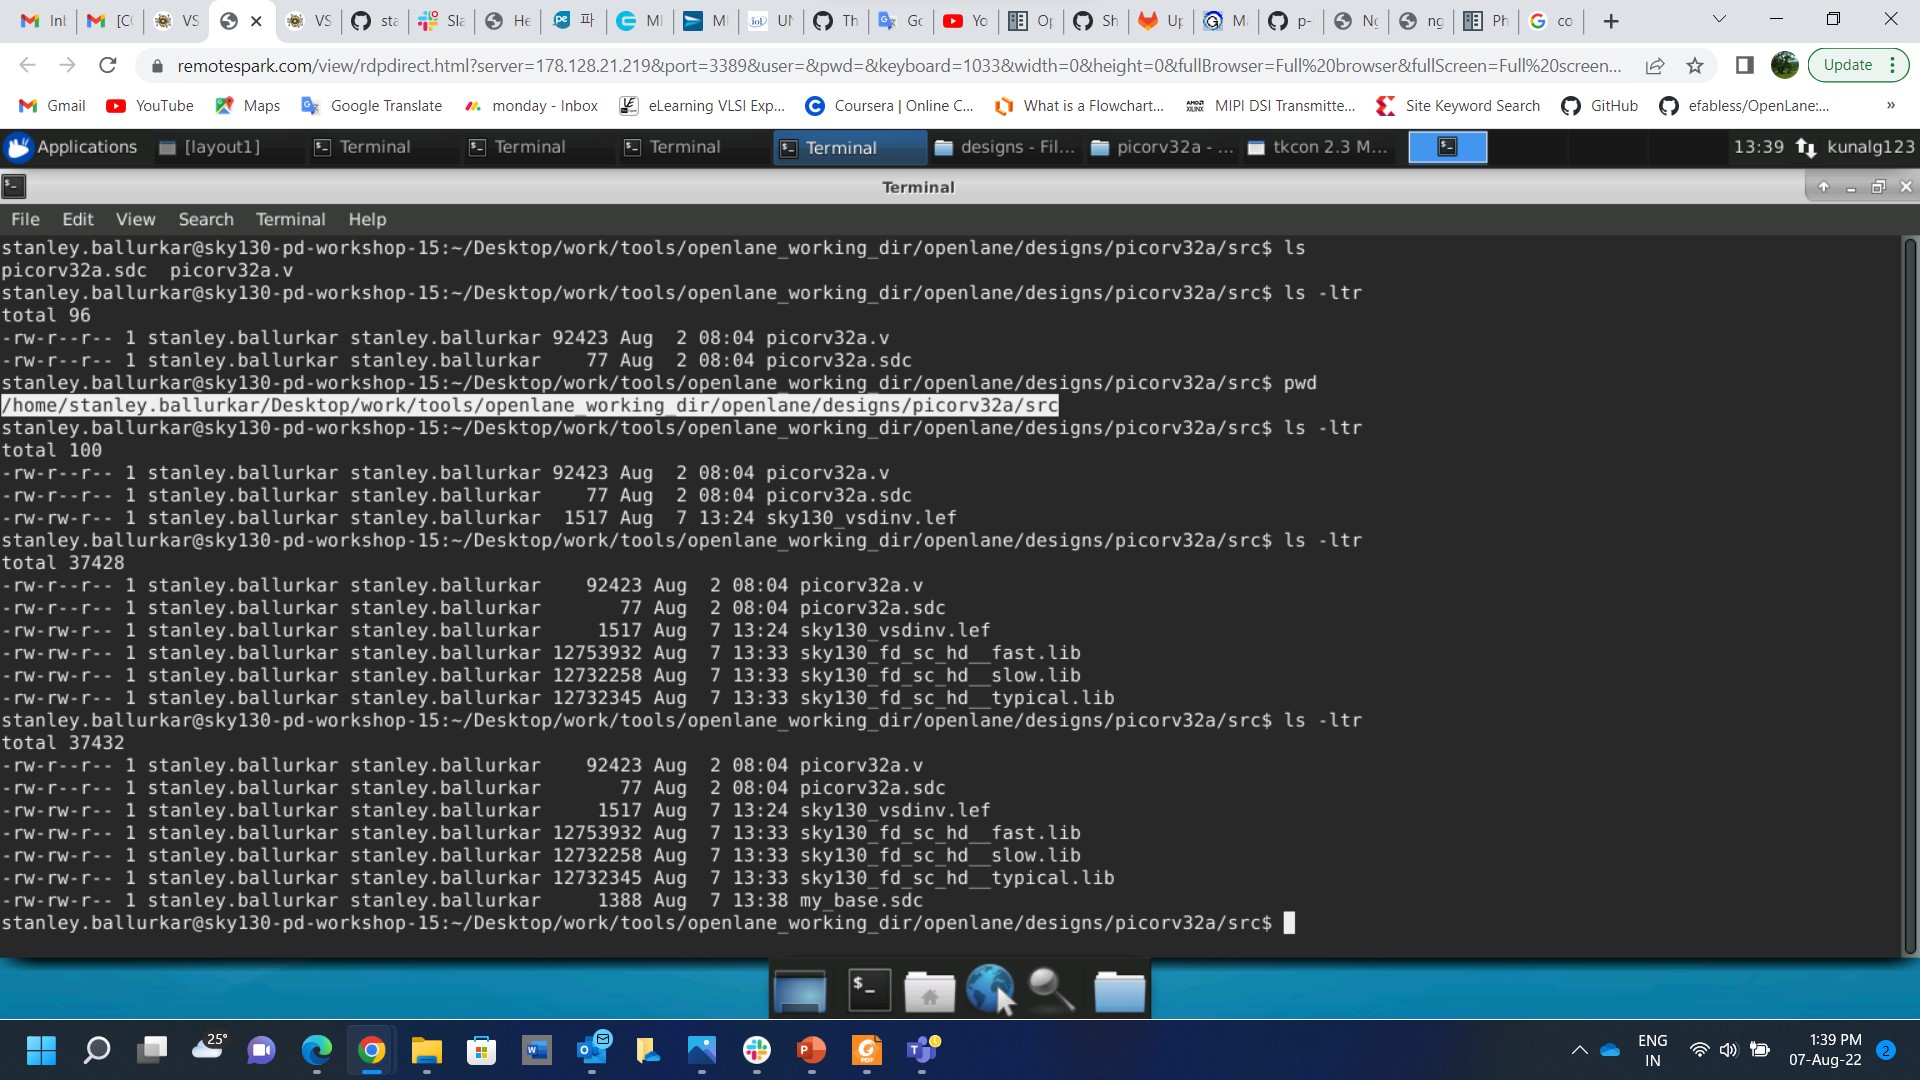 Inb
[C(
VS
VS
sta
Sla
He
파
MI
MI
UN
Th
Go
Yo
Op
Sh
Up
M
p-
Ng
ng
Ph
co
remotespark.com/view/rdpdirect.html?server=178.128.21.219&port=3389&user=&pwd=&keyboard=1033&width=0&height=0&fullBrowser=Full%20browser&fullScreen=Full%20screen...
Update
Gmail YouTube Maps Google Translate monday - Inbox eLearning VLSI Exp... Coursera | Online C... What is a Flowchart... MIPI DSI Transmitte... Site Keyword Search GitHub efabless/OpenLane:... »
Applications [layout1] Terminal Terminal Terminal Terminal designs - Fil... picorv32a - ... tkcon 2.3 M... 13:39 kunalg123
Terminal
File Edit View Search Terminal Help
stanley.ballurkar@sky130-pd-workshop-15:~/Desktop/work/tools/openlane_working_dir/openlane/designs/picorv32a/src$ ls
picorv32a.sdc  picorv32a.v
stanley.ballurkar@sky130-pd-workshop-15:~/Desktop/work/tools/openlane_working_dir/openlane/designs/picorv32a/src$ ls -ltr
total 96
-rw-r--r-- 1 stanley.ballurkar stanley.ballurkar 92423 Aug  2 08:04 picorv32a.v
-rw-r--r-- 1 stanley.ballurkar stanley.ballurkar    77 Aug  2 08:04 picorv32a.sdc
stanley.ballurkar@sky130-pd-workshop-15:~/Desktop/work/tools/openlane_working_dir/openlane/designs/picorv32a/src$ pwd
/home/stanley.ballurkar/Desktop/work/tools/openlane_working_dir/openlane/designs/picorv32a/src
stanley.ballurkar@sky130-pd-workshop-15:~/Desktop/work/tools/openlane_working_dir/openlane/designs/picorv32a/src$ ls -ltr
total 100
-rw-r--r-- 1 stanley.ballurkar stanley.ballurkar 92423 Aug  2 08:04 picorv32a.v
-rw-r--r-- 1 stanley.ballurkar stanley.ballurkar    77 Aug  2 08:04 picorv32a.sdc
-rw-rw-r-- 1 stanley.ballurkar stanley.ballurkar  1517 Aug  7 13:24 sky130_vsdinv.lef
stanley.ballurkar@sky130-pd-workshop-15:~/Desktop/work/tools/openlane_working_dir/openlane/designs/picorv32a/src$ ls -ltr
total 37428
-rw-r--r-- 1 stanley.ballurkar stanley.ballurkar    92423 Aug  2 08:04 picorv32a.v
-rw-r--r-- 1 stanley.ballurkar stanley.ballurkar       77 Aug  2 08:04 picorv32a.sdc
-rw-rw-r-- 1 stanley.ballurkar stanley.ballurkar     1517 Aug  7 13:24 sky130_vsdinv.lef
-rw-rw-r-- 1 stanley.ballurkar stanley.ballurkar 12753932 Aug  7 13:33 sky130_fd_sc_hd__fast.lib
-rw-rw-r-- 1 stanley.ballurkar stanley.ballurkar 12732258 Aug  7 13:33 sky130_fd_sc_hd__slow.lib
-rw-rw-r-- 1 stanley.ballurkar stanley.ballurkar 12732345 Aug  7 13:33 sky130_fd_sc_hd__typical.lib
stanley.ballurkar@sky130-pd-workshop-15:~/Desktop/work/tools/openlane_working_dir/openlane/designs/picorv32a/src$ ls -ltr
total 37432
-rw-r--r-- 1 stanley.ballurkar stanley.ballurkar    92423 Aug  2 08:04 picorv32a.v
-rw-r--r-- 1 stanley.ballurkar stanley.ballurkar       77 Aug  2 08:04 picorv32a.sdc
-rw-rw-r-- 1 stanley.ballurkar stanley.ballurkar     1517 Aug  7 13:24 sky130_vsdinv.lef
-rw-rw-r-- 1 stanley.ballurkar stanley.ballurkar 12753932 Aug  7 13:33 sky130_fd_sc_hd__fast.lib
-rw-rw-r-- 1 stanley.ballurkar stanley.ballurkar 12732258 Aug  7 13:33 sky130_fd_sc_hd__slow.lib
-rw-rw-r-- 1 stanley.ballurkar stanley.ballurkar 12732345 Aug  7 13:33 sky130_fd_sc_hd__typical.lib
-rw-rw-r-- 1 stanley.ballurkar stanley.ballurkar     1388 Aug  7 13:38 my_base.sdc
stanley.ballurkar@sky130-pd-workshop-15:~/Desktop/work/tools/openlane_working_dir/openlane/designs/picorv32a/src$
25°
ENG
IN
1:39 PM
07-Aug-22
2